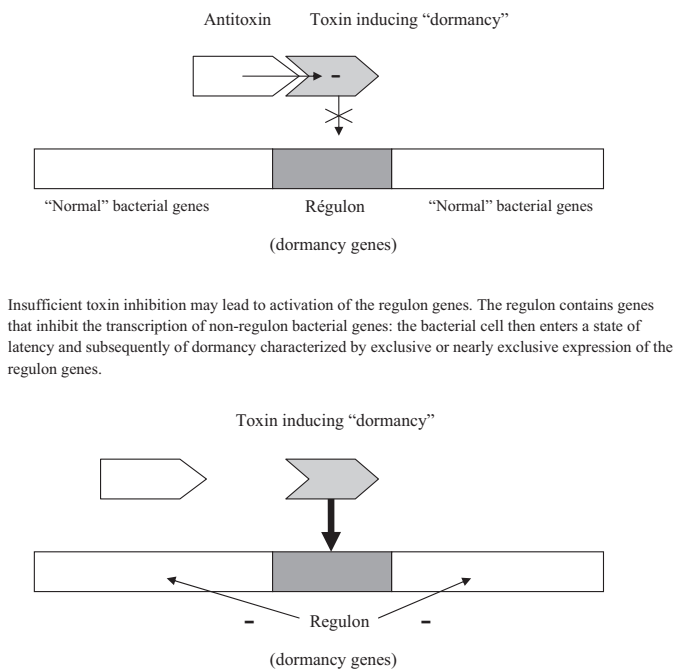 Antitoxin Toxin inducing “dormancy”
-
“Normal” bacterial genes Régulon “Normal” bacterial genes
(dormancy genes)
Insufficient toxin inhibition may lead to activation of the regulon genes. The regulon contains genes
that inhibit the transcription of non-regulon bacterial genes: the bacterial cell then enters a state of
latency and subsequently of dormancy characterized by exclusive or nearly exclusive expression of the
regulon genes.
Toxin inducing “dormancy”
- Regulon -
(dormancy genes)